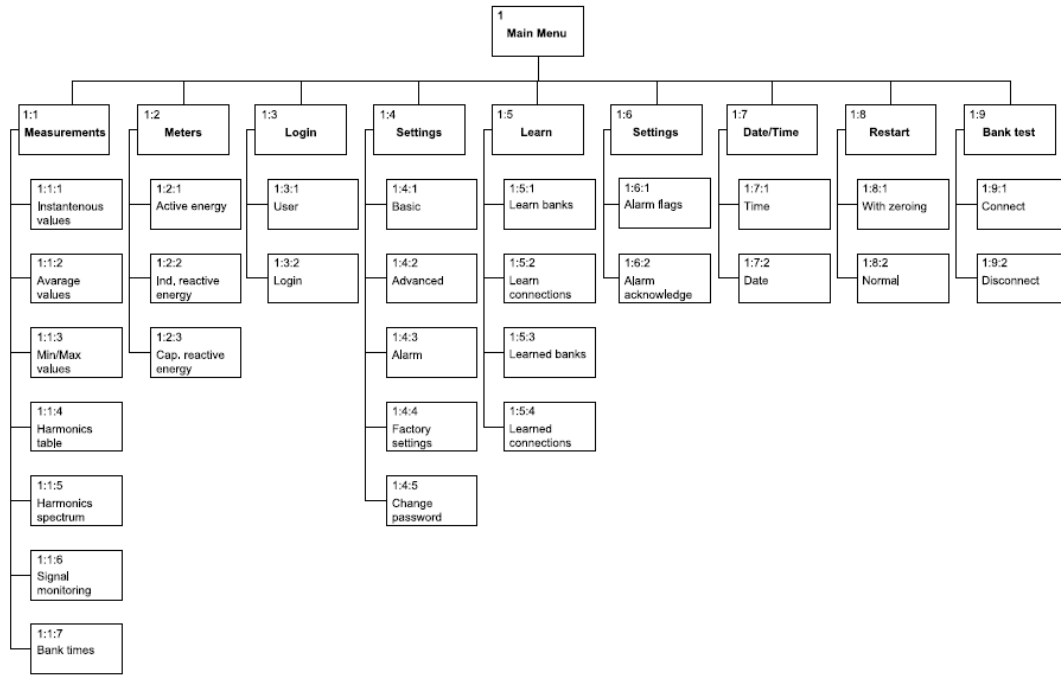 1
Main Menu
1:1
Measurements
1:2
Meters
1:3
Login
1:4
Settings
1:5
Learn
1:6
Settings
1:7
Date/Time
1:8
Restart
1:9
Bank test
1:1:1
Instantenous
values
1:1:2
Avarage
values
1:1:3
Min/Max
values
1:1:4
Harmonics
table
1:1:5
Harmonics
spectrum
1:1:6
Signal
monitoring
1:1:7
Bank times
1:2:1
Active energy
1:2:2
Ind, reactive
energy
1:2:3
Cap. reactive
energy
1:3:1
User
1:3:2
Login
1:4:1
Basic
1:4:2
Advanced
1:4:3
Alarm
1:4:4
Factory
settings
1:4:5
Change
password
1:5:1
Learn banks
1:5:2
Learn
connections
1:5:3
Learned banks
1:5:4
Learned
connections
1:6:1
Alarm flags
1:6:2
Alarm
acknowledge
1:7:1
Time
1:7:2
Date
1:8:1
With zeroing
1:8:2
Normal
1:9:1
Connect
1:9:2
Disconnect